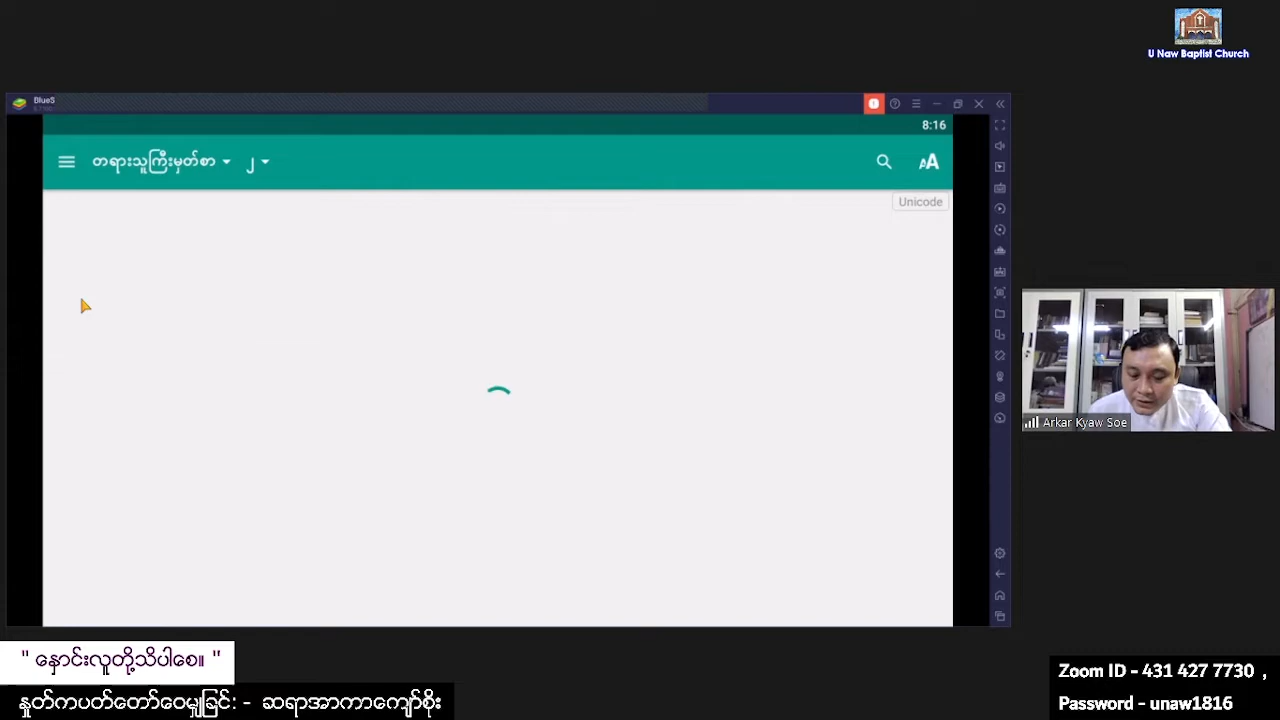 U Naw Baptist Church
BlueS
8:16
တရားသူကြီးမှတ်စာ ၂
AA
Unicode
Arkar Kyaw Soe
" နှောင်းလူတို့သိပါစေ။ "
နှုတ်ကပတ်တော်ဝေမျှခြင်း - ဆရာအာကာကျော်စိုး
Zoom ID - 431 427 7730 ,
Password - unaw1816